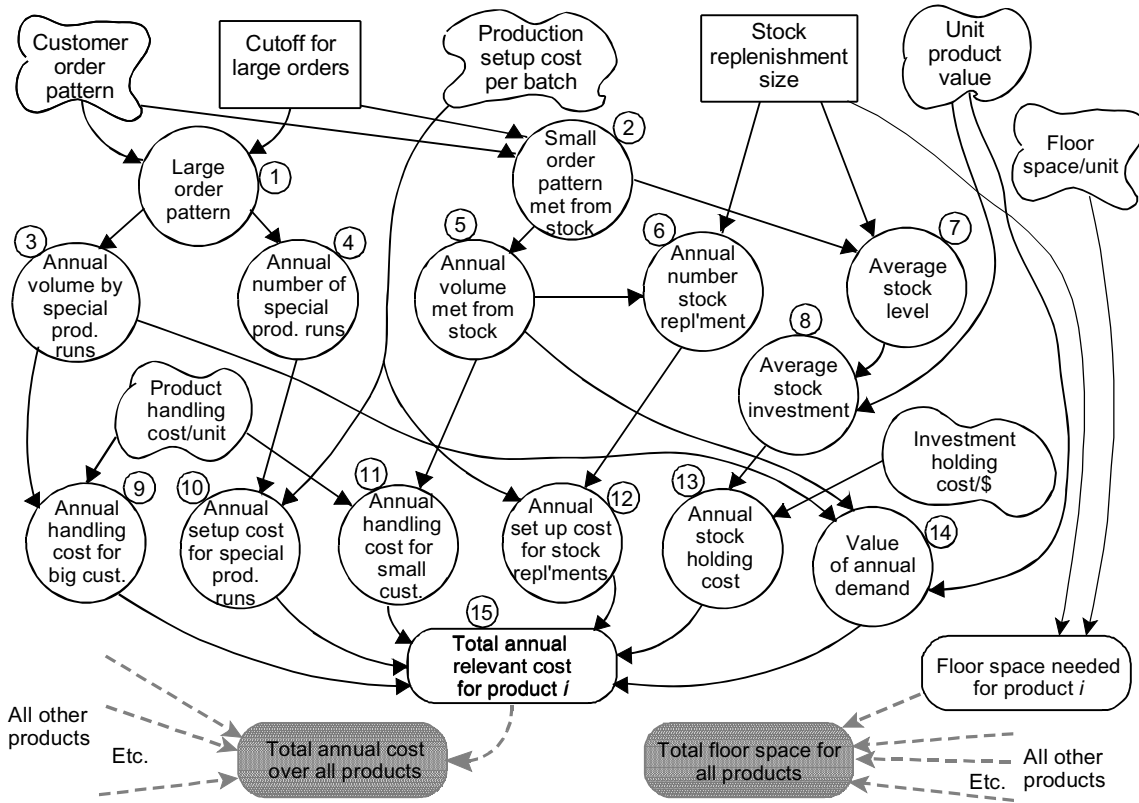 Customer
order
pattern
Cutoff for
large orders
Production
setup cost
per batch
Stock
replenishment
size
Unit
product
value
Floor
space/unit
1
Large
order
pattern
2
Small
order
pattern
met from
stock
3
Annual
volume by
special
prod.
runs
4
Annual
number of
special
prod. runs
5
Annual
volume
met from
stock
6
Annual
number
stock
repl'ment
7
Average
stock
level
8
Average
stock
investment
Product
handling
cost/unit
Investment
holding
cost/$
9
Annual
handling
cost for
big cust.
10
Annual
setup cost
for special
prod.
runs
11
Annual
handling
cost for
small
cust.
12
Annual
set up cost
for stock
repl'ments
13
Annual
stock
holding
cost
14
Value
of annual
demand
15
Total annual
relevant cost
for product i
Floor space needed
for product i
All other
products
Etc.
Total annual cost
over all products
Total floor space for
all products
All other
products
Etc.